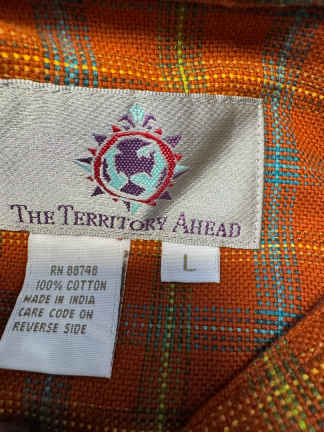 THE TERRITORY AHEAD
L
RN 88748
100% COTTON
MADE IN INDIA
CARE CODE ON
REVERSE SIDE